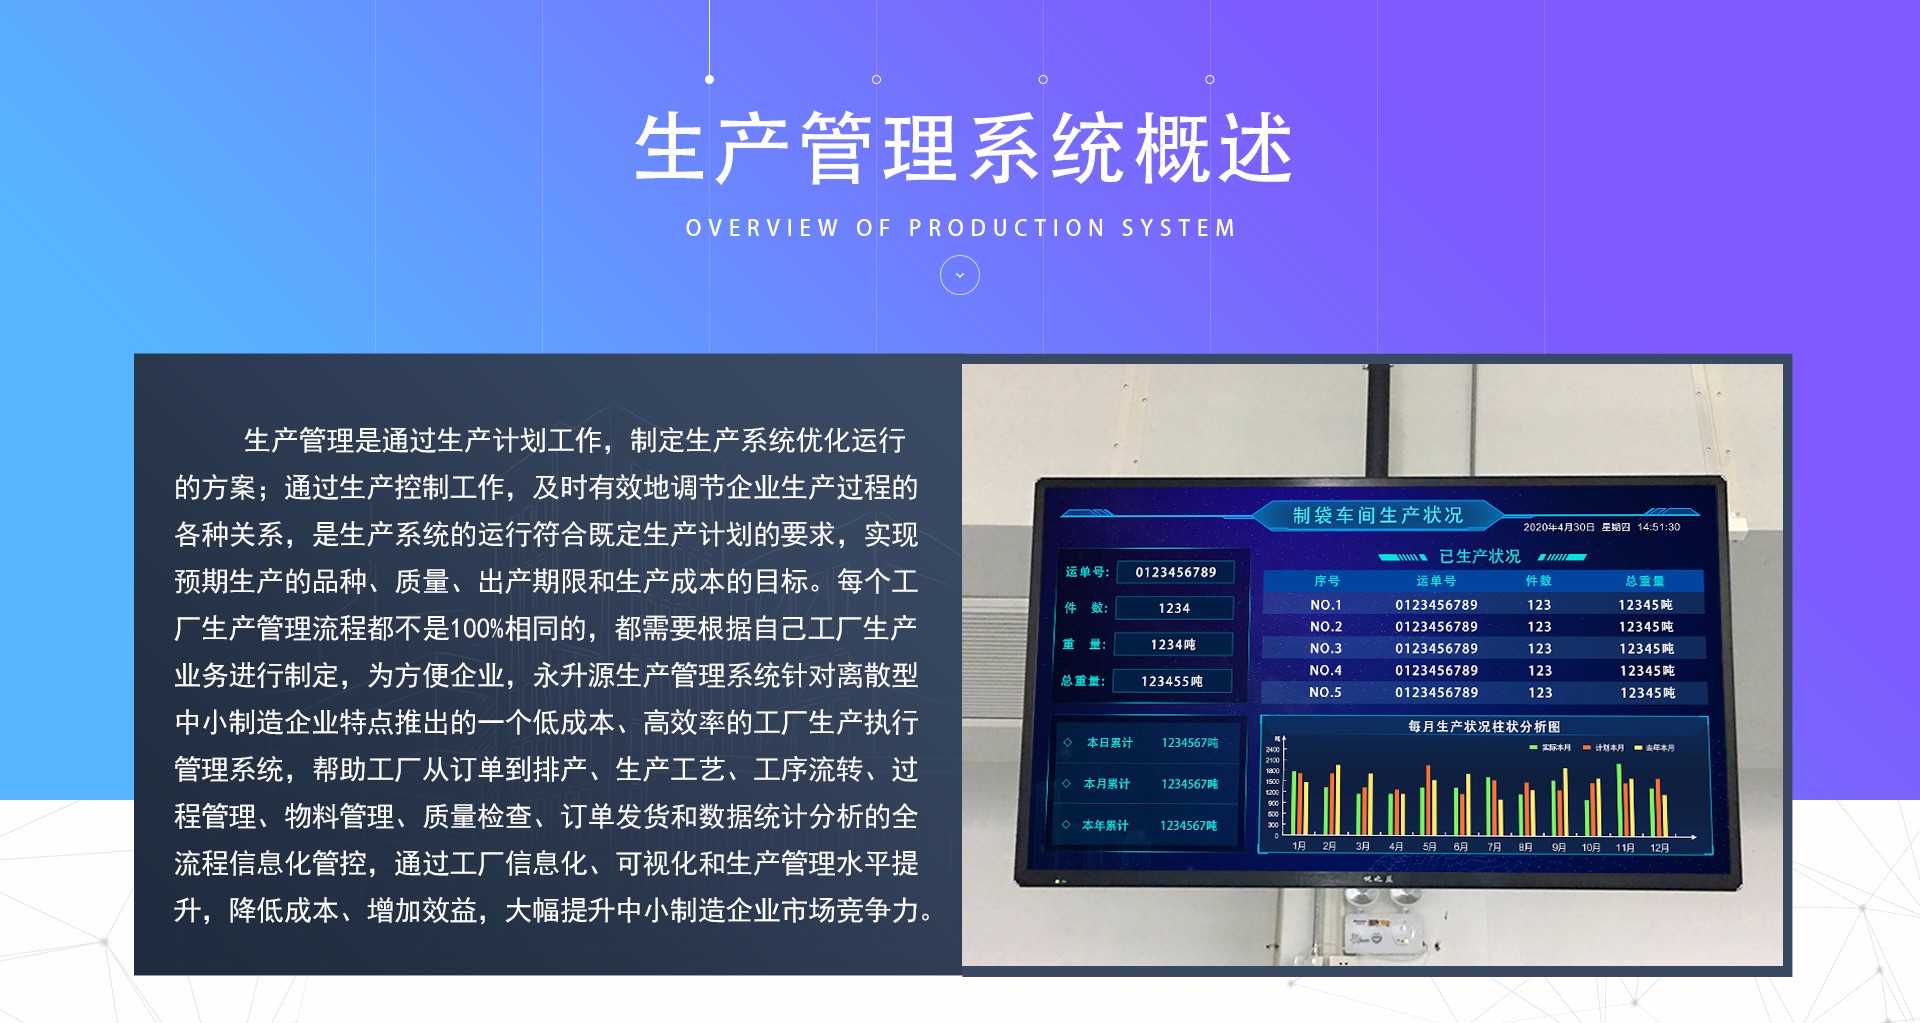 生产管理系统概述
OVERVIEW OF PRODUCTION SYSTEM
生产管理是通过生产计划工作，制定生产系统优化运行
的方案；通过生产控制工作，及时有效地调节企业生产过程的
各种关系，是生产系统的运行符合既定生产计划的要求，实现
预期生产的品种、质量、出产期限和生产成本的目标。每个工
厂生产管理流程都不是100%相同的，都需要根据自己工厂生产
业务进行制定，为方便企业，永升源生产管理系统针对离散型
中小制造企业特点推出的一个低成本、高效率的工厂生产执行
管理系统，帮助工厂从订单到排产、生产工艺、工序流转、过
程管理、物料管理、质量检查、订单发货和数据统计分析的全
流程信息化管控，通过工厂信息化、可视化和生产管理水平提
升，降低成本、增加效益，大幅提升中小制造企业市场竞争力。
制袋车间生产状况
2020年4月30日 星期四 14:51:30
运单号: 0123456789
件 数: 1234
重 量: 1234吨
总重量: 123455吨
本日累计 1234567吨
本月累计 1234567吨
本年累计 1234567吨
已生产状况
序号 运单号 件数 总重量
NO.1 0123456789 123 12345吨
NO.2 0123456789 123 12345吨
NO.3 0123456789 123 12345吨
NO.4 0123456789 123 12345吨
NO.5 0123456789 123 12345吨
每月生产状况柱状分析图
实际本月 计划本月 去年本月
吨
2400
2100
1800
1500
1200
900
600
300
0
1月 2月 3月 4月 5月 6月 7月 8月 9月 10月 11月 12月